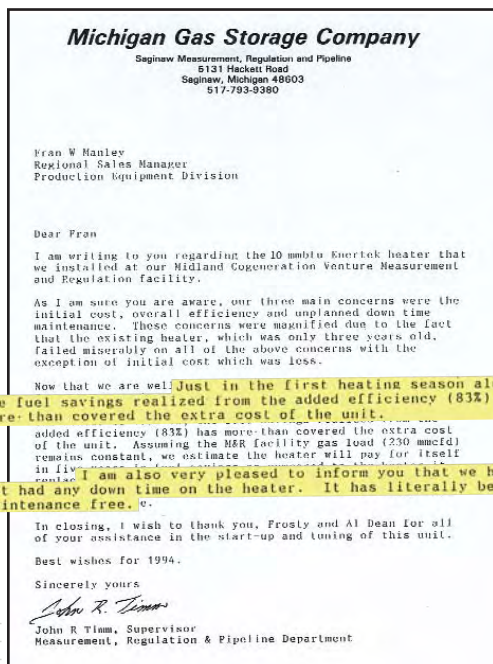 Michigan Gas Storage Company
Saginaw Measurement, Regulation and Pipeline
5131 Hackett Road
Saginaw, Michigan 48603
517-793-9380
Fran W Manley
Regional Sales Manager
Production Equipment Division
Dear Fran
I am writing to you regarding the 10 mmbtu Enertek heater that
we installed at our Midland Cogeneration Venture Measurement
and Regulation facility.
As I am sure you are aware, our three main concerns were the
initial cost, overall efficiency and unplanned down time
maintenance. These concerns were magnified due to the fact
that the existing heater, which was only three years old,
failed miserably on all of the above concerns with the
exception of initial cost which was less.
Now that we are well
Just in the first heating season
fuel savings realized from the added efficiency (83%)
than covered the extra cost of the unit.
added efficiency (83%) has more than covered the extra cost
of the unit. Assuming the M&R facility gas load (230 mmcfd)
remains constant, we estimate the heater will pay for itself
in five
I am also very pleased to inform you that we
had any down time on the heater. It has literally
free.
In closing, I wish to thank you, Frosty and Al Dean for all
of your assistance in the start-up and tuning of this unit.
Best wishes for 1994.
Sincerely yours
John R. Timm
John R Timm, Supervisor
Measurement, Regulation & Pipeline Department